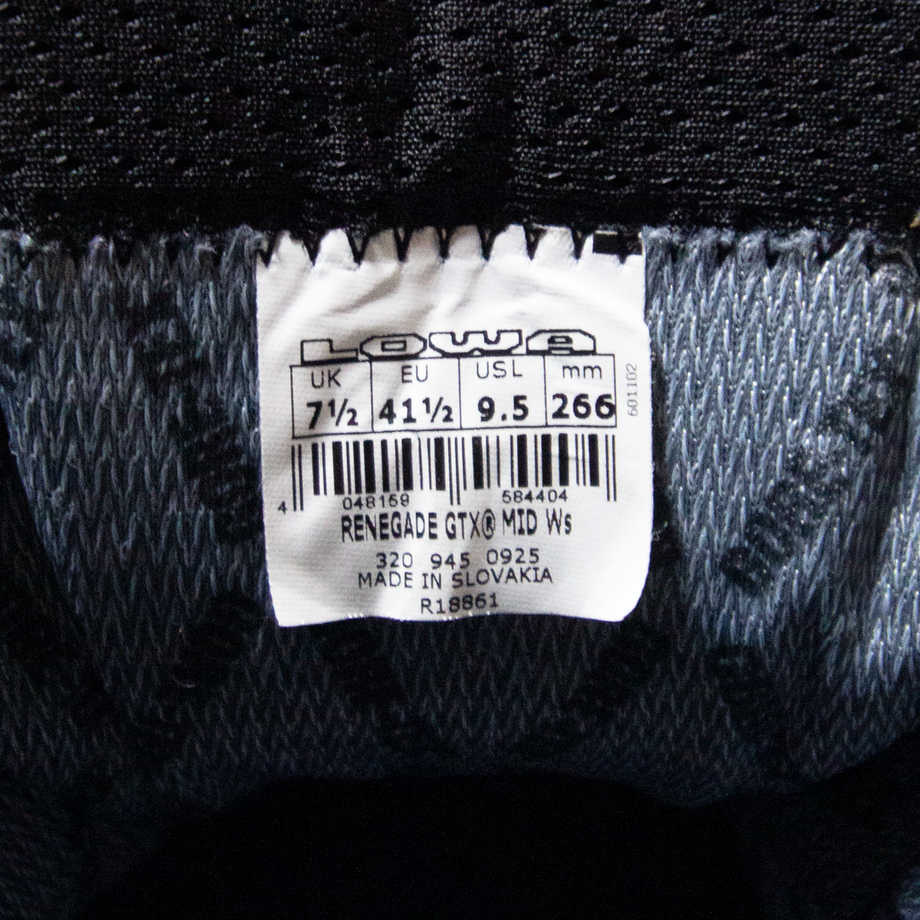 LOWA
UK EU USL mm
7½ 41½ 9.5 266
601102
4 048159 584404
RENEGADE GTX® MID Ws
320 945 0925
MADE IN SLOVAKIA
R18861